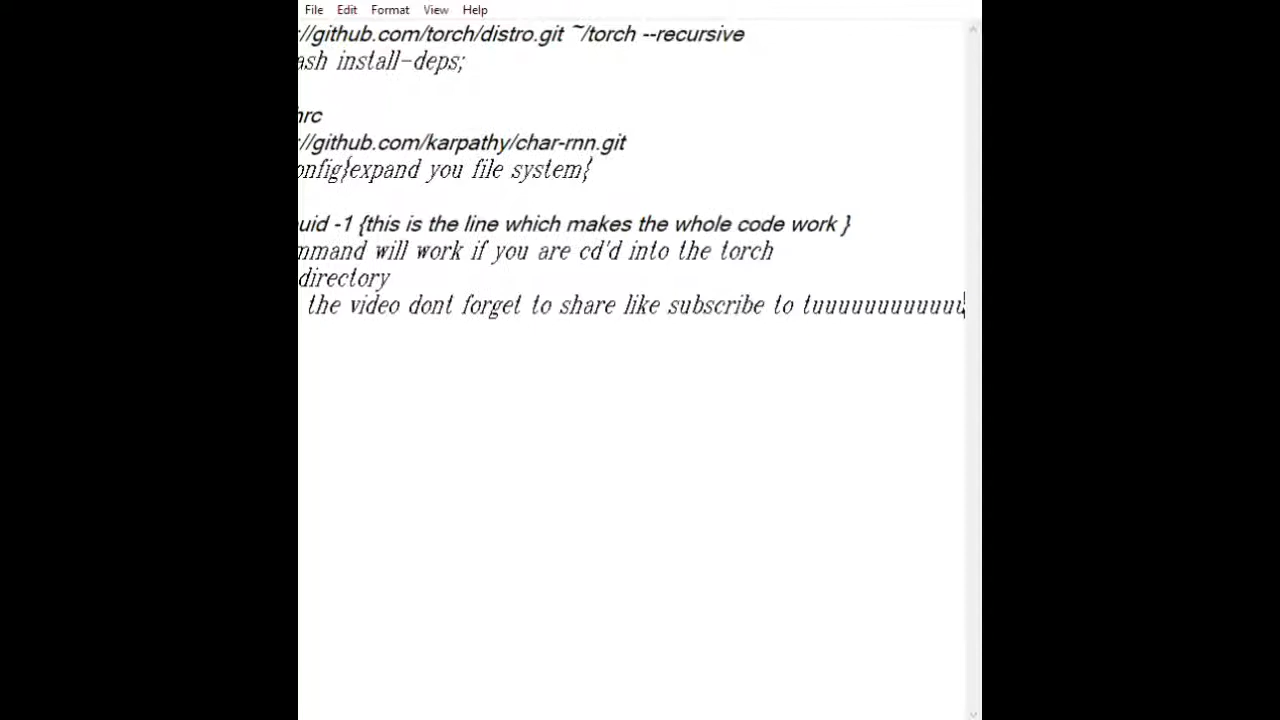 File Edit Format View Help
://github.com/torch/distro.git ~/torch --recursive
ash install-deps;
hrc
://github.com/karpathy/char-rnn.git
onfig}expand you file system{
uid -1 {this is the line which makes the whole code work }
mmand will work if you are cd'd into the torch
directory
the video dont forget to share like subscribe to tuuuuuuuuuuuu